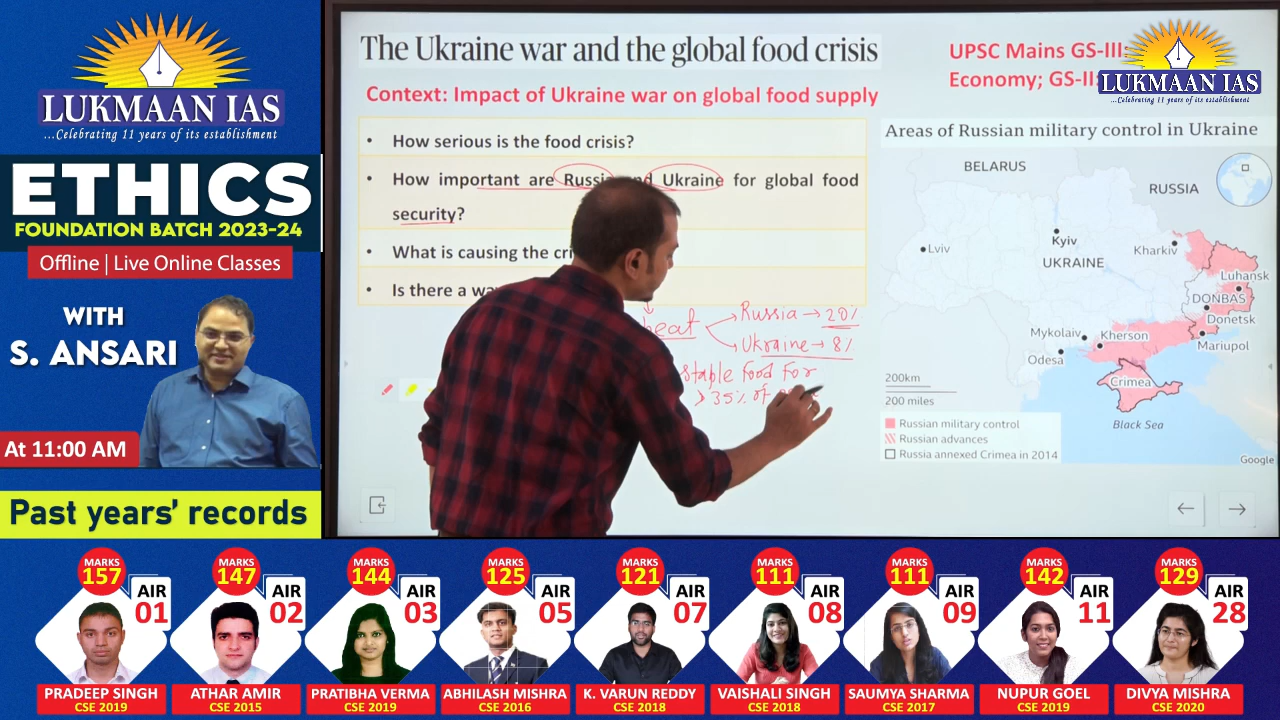 LUKMAAN IAS
...Celebrating 11 years of its establishment
ETHICS
FOUNDATION BATCH 2023-24
Offline | Live Online Classes
WITH
S. ANSARI
At 11:00 AM
Past years' records
The Ukraine war and the global food crisis
Context: Impact of Ukraine war on global food supply
UPSC Mains GS-III:
Economy; GS-II:
LUKMAAN IAS
...Celebrating 11 years of its establishment
• How serious is the food crisis?
• How important are Russia and Ukraine for global food
security?
• What is causing the cri
• Is there a wa
Russia → 20%
Ukraine → 8%
stable food for
> 35% of
Areas of Russian military control in Ukraine
BELARUS
RUSSIA
Lviv
Kyiv
Kharkiv
UKRAINE
Luhansk
DONBAS
Donetsk
Mykolaiv
Kherson
Mariupol
Odesa
Crimea
200km
200 miles
Black Sea
Russian military control
Russian advances
Russia annexed Crimea in 2014
Google
MARKS 157 AIR 01
PRADEEP SINGH
CSE 2019
MARKS 147 AIR 02
ATHAR AMIR
CSE 2015
MARKS 144 AIR 03
PRATIBHA VERMA
CSE 2019
MARKS 125 AIR 05
ABHILASH MISHRA
CSE 2016
MARKS 121 AIR 07
K. VARUN REDDY
CSE 2018
MARKS 111 AIR 08
VAISHALI SINGH
CSE 2018
MARKS 111 AIR 09
SAUMYA SHARMA
CSE 2017
MARKS 142 AIR 11
NUPUR GOEL
CSE 2019
MARKS 129 AIR 28
DIVYA MISHRA
CSE 2020